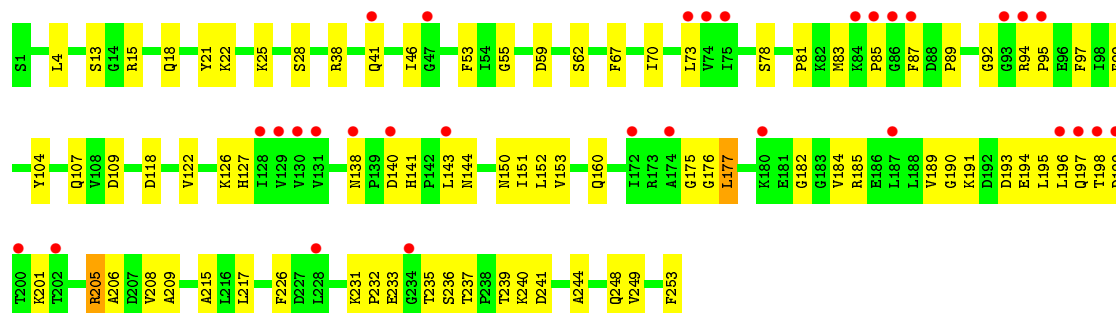 S1 L4 S13 G14 R15 Q18 Y21 K22 K25 S28 R38 Q41 I46 G47 F53 I54 G55 D59 S62 F67 I70 L73 V74 I75 S78 P81 K82 M83 K84 P85 G86 F87 D88 P89 G92 G93 R94 P95 E96 F97 I98
Y104 Q107 V108 D109 D118 V122 K126 H127 I128 V129 V130 V131 N138 P139 D140 H141 P142 L143 N144 N150 I151 L152 V153 Q160 I172 R173 A174 G175 G176 L177 K180 E181 G182 G183 V184 R185 E186 L187 L188 V189 G190 K191 D192 D193 E194 L195 L196 Q197 T198
T200 K201 T202 R205 A206 D207 V208 A209 A215 L216 L217 F226 D227 L228 K231 P232 E233 G234 T235 S236 T237 P238 T239 K240 D241 A244 Q248 V249 F253